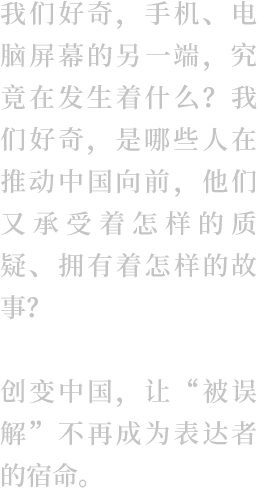 我们好奇，手机、电
脑屏幕的另一端，究
竟在发生着什么？我
们好奇，是哪些人在
推动中国向前，他们
又承受着怎样的质
疑、拥有着怎样的故
事？
创变中国，让“被误
解”不再成为表达者
的宿命。